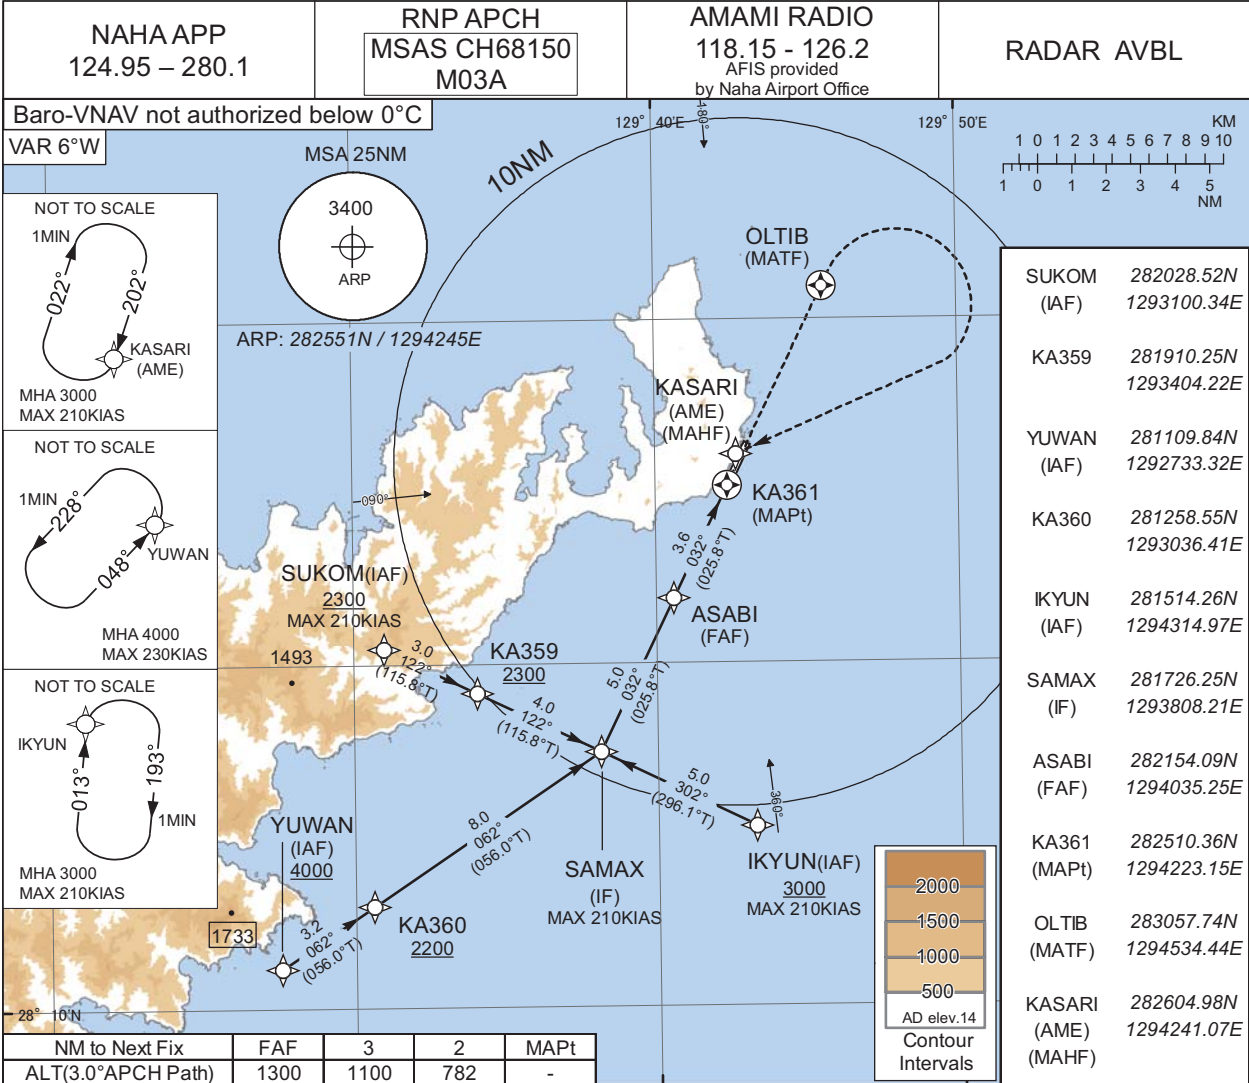 NAHA APP
124.95 – 280.1
RNP APCH
MSAS CH68150
M03A
AMAMI RADIO
118.15 - 126.2
AFIS provided
by Naha Airport Office
RADAR AVBL
Baro-VNAV not authorized below 0°C
VAR 6°W
MSA 25NM
3400
ARP
ARP: 282551N / 1294245E
10NM
180°
129° 40'E
129° 50'E
KM
1 0 1 2 3 4 5 6 7 8 9 10
1 0 1 2 3 4 5
NM
NOT TO SCALE
1MIN
022°
202°
KASARI
(AME)
MHA 3000
MAX 210KIAS
NOT TO SCALE
1MIN
228°
048°
YUWAN
MHA 4000
MAX 230KIAS
NOT TO SCALE
IKYUN
013°
193°
1MIN
MHA 3000
MAX 210KIAS
OLTIB
(MATF)
KASARI
(AME)
(MAHF)
KA361
(MAPt)
090°
3.6
032°
(025.8°T)
ASABI
(FAF)
SUKOM(IAF)
2300
MAX 210KIAS
1493
3.0
122°
(115.8°T)
KA359
2300
4.0
122°
(115.8°T)
5.0
032°
(025.8°T)
5.0
302°
(296.1°T)
360°
8.0
062°
(056.0°T)
YUWAN
(IAF)
4000
SAMAX
(IF)
MAX 210KIAS
IKYUN(IAF)
3000
MAX 210KIAS
KA360
2200
3.2
062°
(056.0°T)
1733
28° 10'N
2000
1500
1000
500
AD elev.14
Contour
Intervals
SUKOM 282028.52N
(IAF) 1293100.34E
KA359 281910.25N
1293404.22E
YUWAN 281109.84N
(IAF) 1292733.32E
KA360 281258.55N
1293036.41E
IKYUN 281514.26N
(IAF) 1294314.97E
SAMAX 281726.25N
(IF) 1293808.21E
ASABI 282154.09N
(FAF) 1294035.25E
KA361 282510.36N
(MAPt) 1294223.15E
OLTIB 283057.74N
(MATF) 1294534.44E
KASARI 282604.98N
(AME) 1294241.07E
(MAHF)
NM to Next Fix FAF 3 2 MAPt
ALT(3.0°APCH Path) 1300 1100 782 -